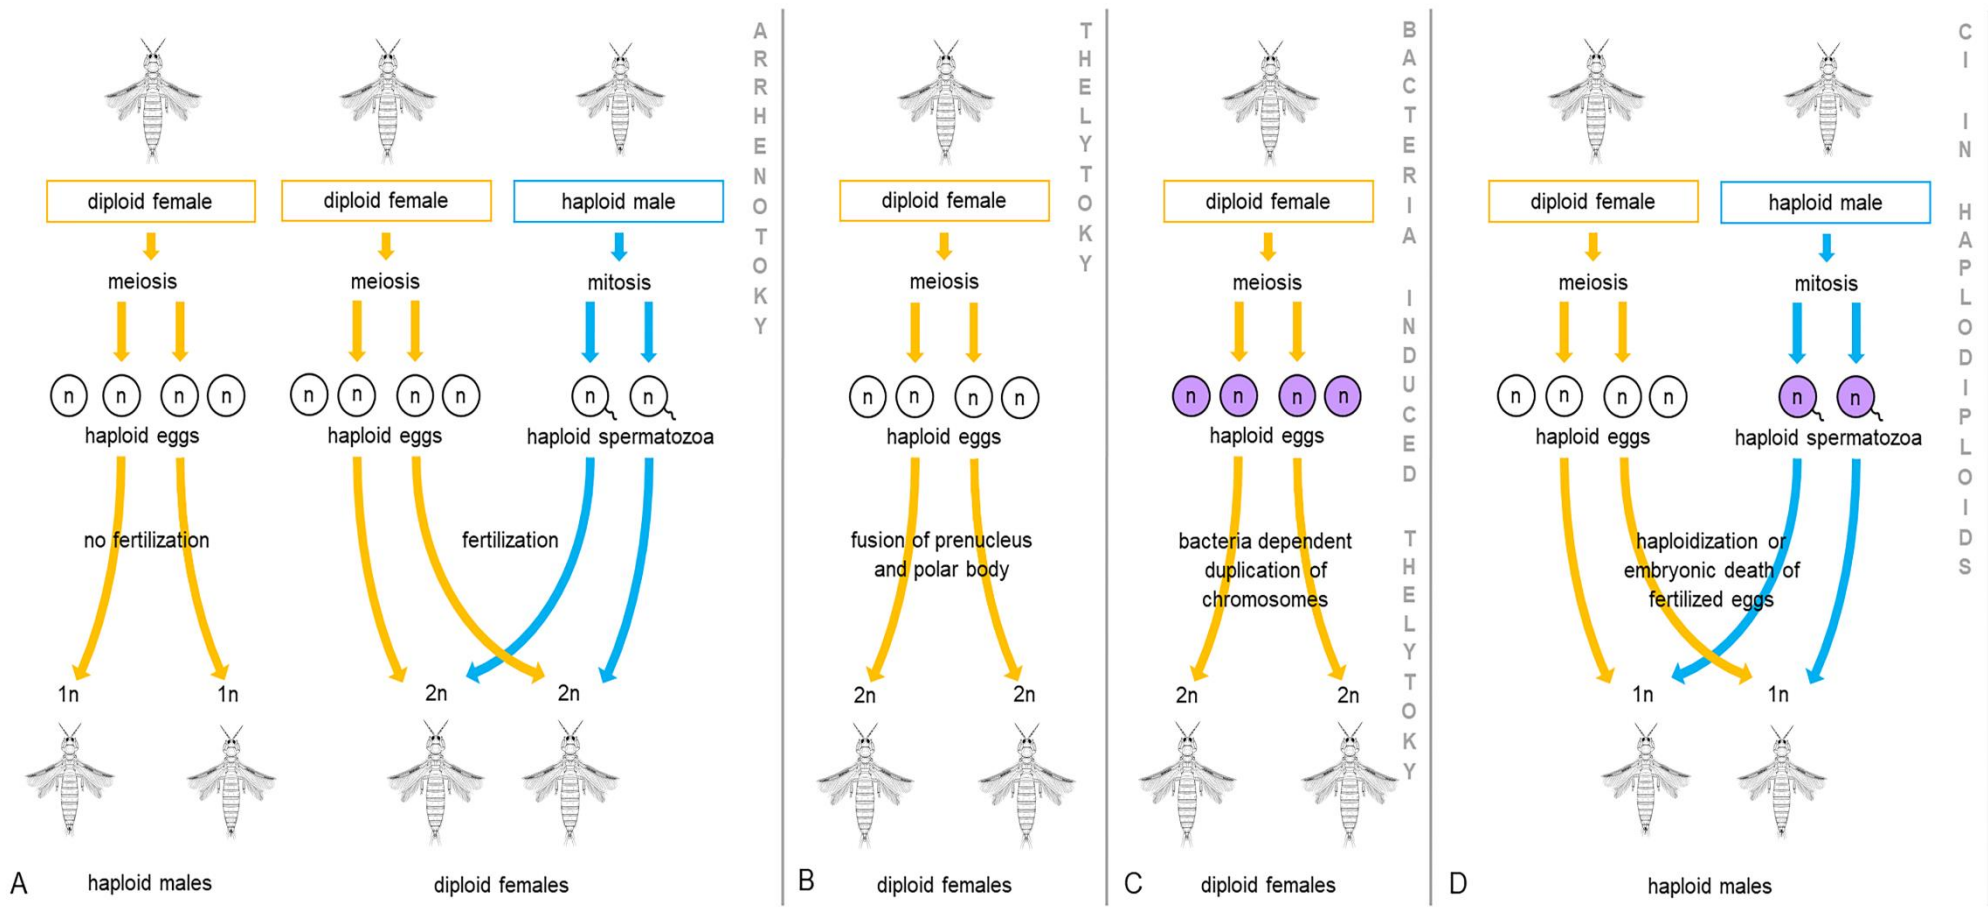 ARRHENOTOKY
diploid female
diploid female
haploid male
meiosis
meiosis
mitosis
n n n n
n n n n
n n
haploid eggs
haploid eggs
haploid spermatozoa
no fertilization
fertilization
1n
1n
2n
2n
A
haploid males
diploid females
THELYTOKY
diploid female
meiosis
n n n n
haploid eggs
fusion of prenucleus
and polar body
2n
2n
B
diploid females
BACTERIA INDUCED THELYTOKY
diploid female
meiosis
n n n n
haploid eggs
bacteria dependent
duplication of
chromosomes
2n
2n
C
diploid females
CI IN HAPLODIPLOIDS
diploid female
haploid male
meiosis
mitosis
n n n n
n n
haploid eggs
haploid spermatozoa
haploidization or
embryonic death of
fertilized eggs
1n
1n
D
haploid males